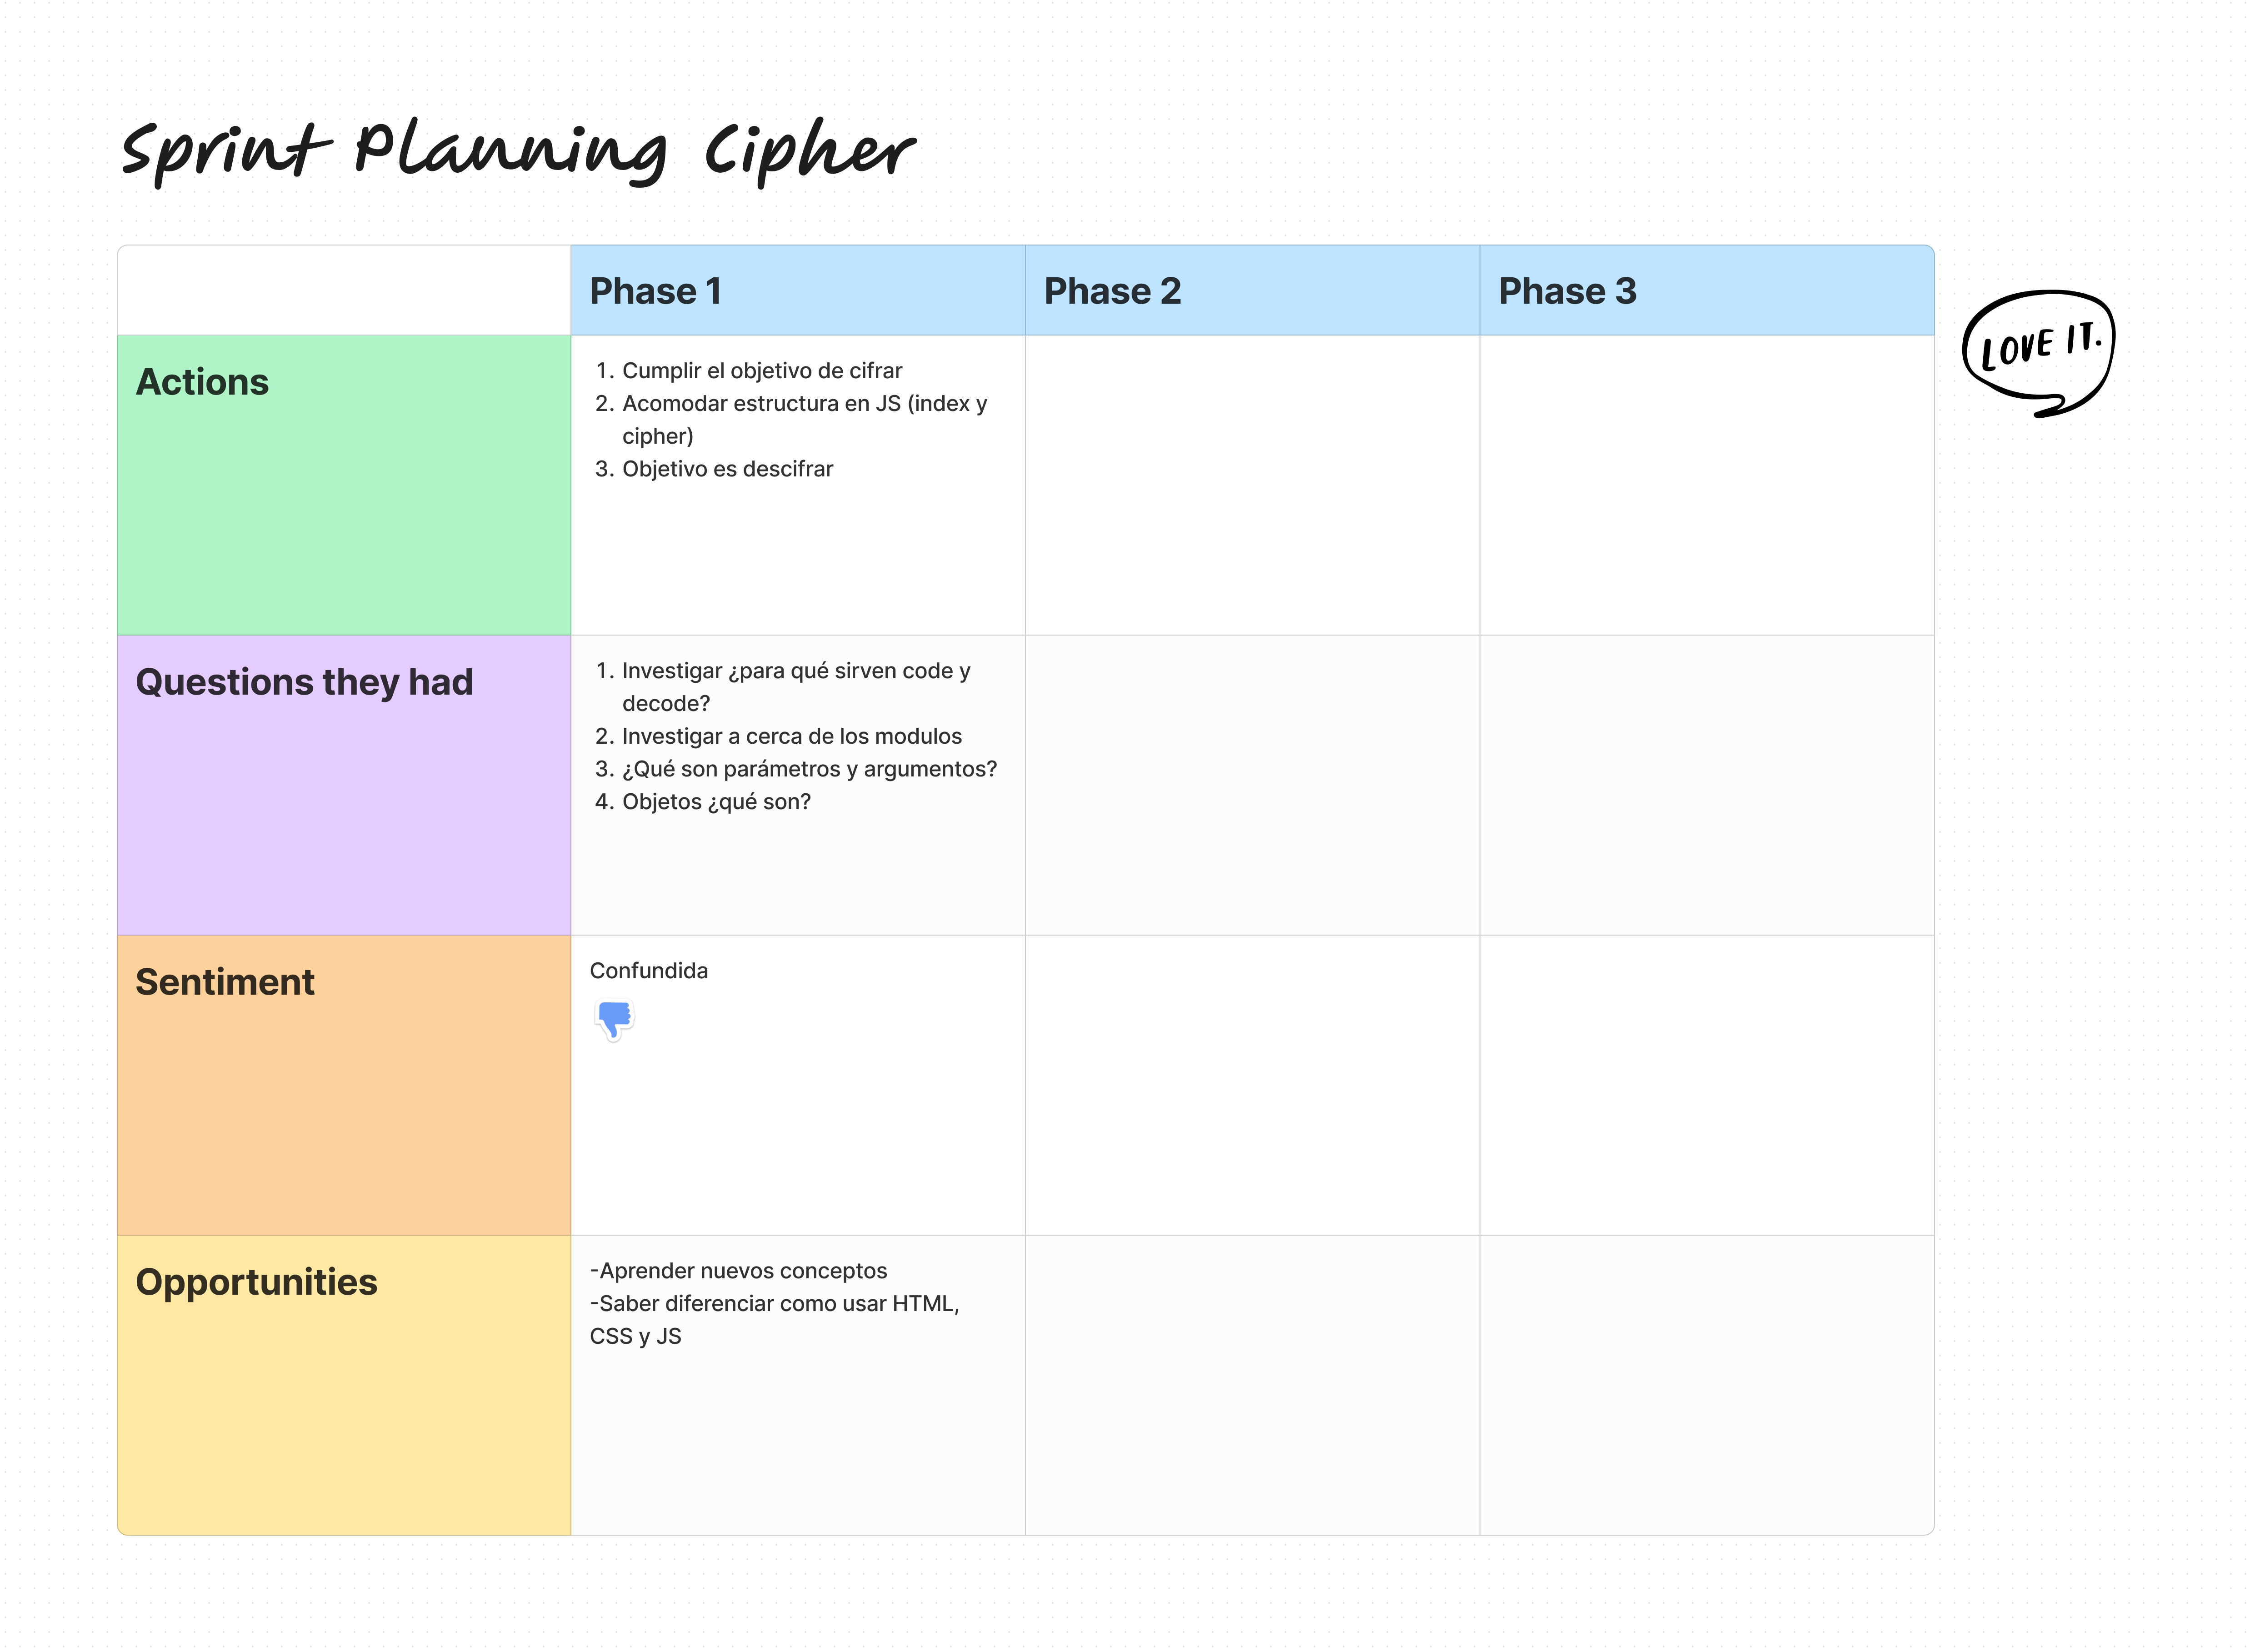 Sprint Planning Cipher
Phase 1
Phase 2
Phase 3
LOVE IT.
Actions
1. Cumplir el objetivo de cifrar
2. Acomodar estructura en JS (index y
cipher)
3. Objetivo es descifrar
Questions they had
1. Investigar ¿para qué sirven code y
decode?
2. Investigar a cerca de los modulos
3. ¿Qué son parámetros y argumentos?
4. Objetos ¿qué son?
Sentiment
Confundida
Opportunities
-Aprender nuevos conceptos
-Saber diferenciar como usar HTML,
CSS y JS